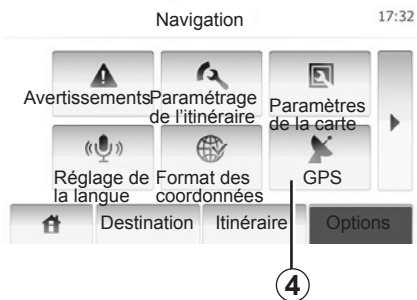 Navigation 17:32
Avertissements
Paramétrage
de l'itinéraire
Paramètres
de la carte
Réglage de
la langue
Format des
coordonnées
GPS
Destination Itinéraire Options
4